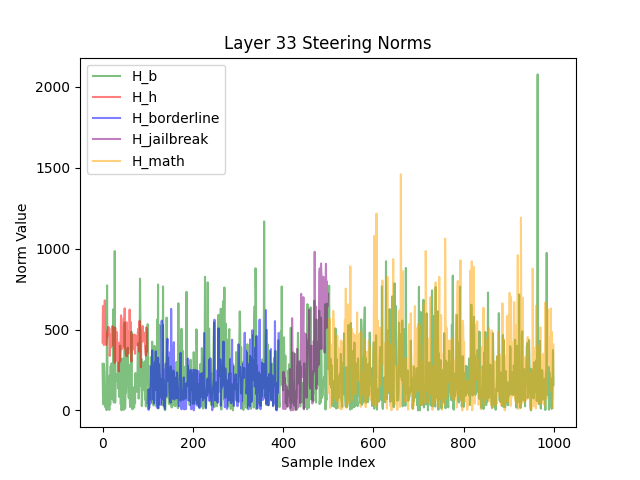 Layer 33 Steering Norms
H_b
H_h
H_borderline
H_jailbreak
H_math
Norm Value
2000
1500
1000
500
0
0 200 400 600 800 1000
Sample Index